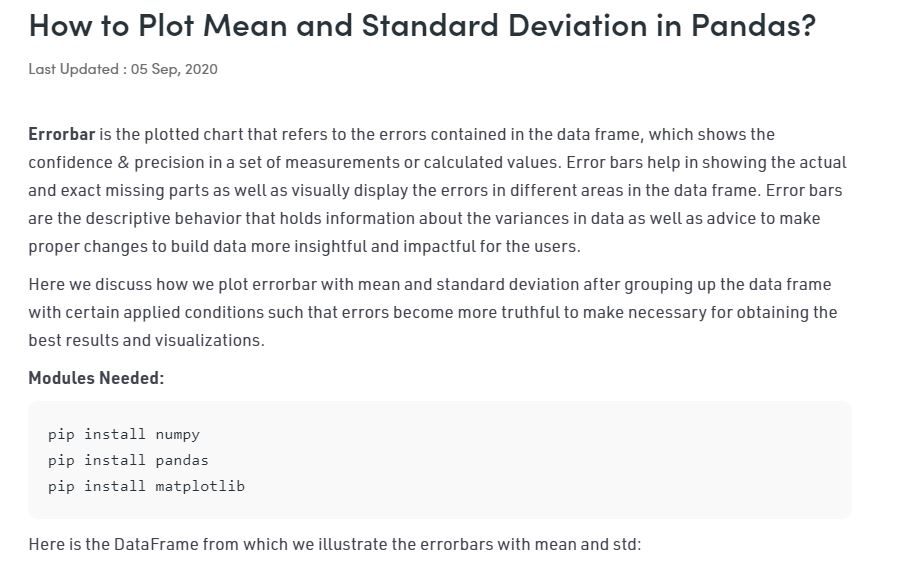 How to Plot Mean and Standard Deviation in Pandas?
Last Updated : 05 Sep, 2020
Errorbar is the plotted chart that refers to the errors contained in the data frame, which shows the
confidence & precision in a set of measurements or calculated values. Error bars help in showing the actual
and exact missing parts as well as visually display the errors in different areas in the data frame. Error bars
are the descriptive behavior that holds information about the variances in data as well as advice to make
proper changes to build data more insightful and impactful for the users.
Here we discuss how we plot errorbar with mean and standard deviation after grouping up the data frame
with certain applied conditions such that errors become more truthful to make necessary for obtaining the
best results and visualizations.
Modules Needed:
pip install numpy
pip install pandas
pip install matplotlib
Here is the DataFrame from which we illustrate the errorbars with mean and std: